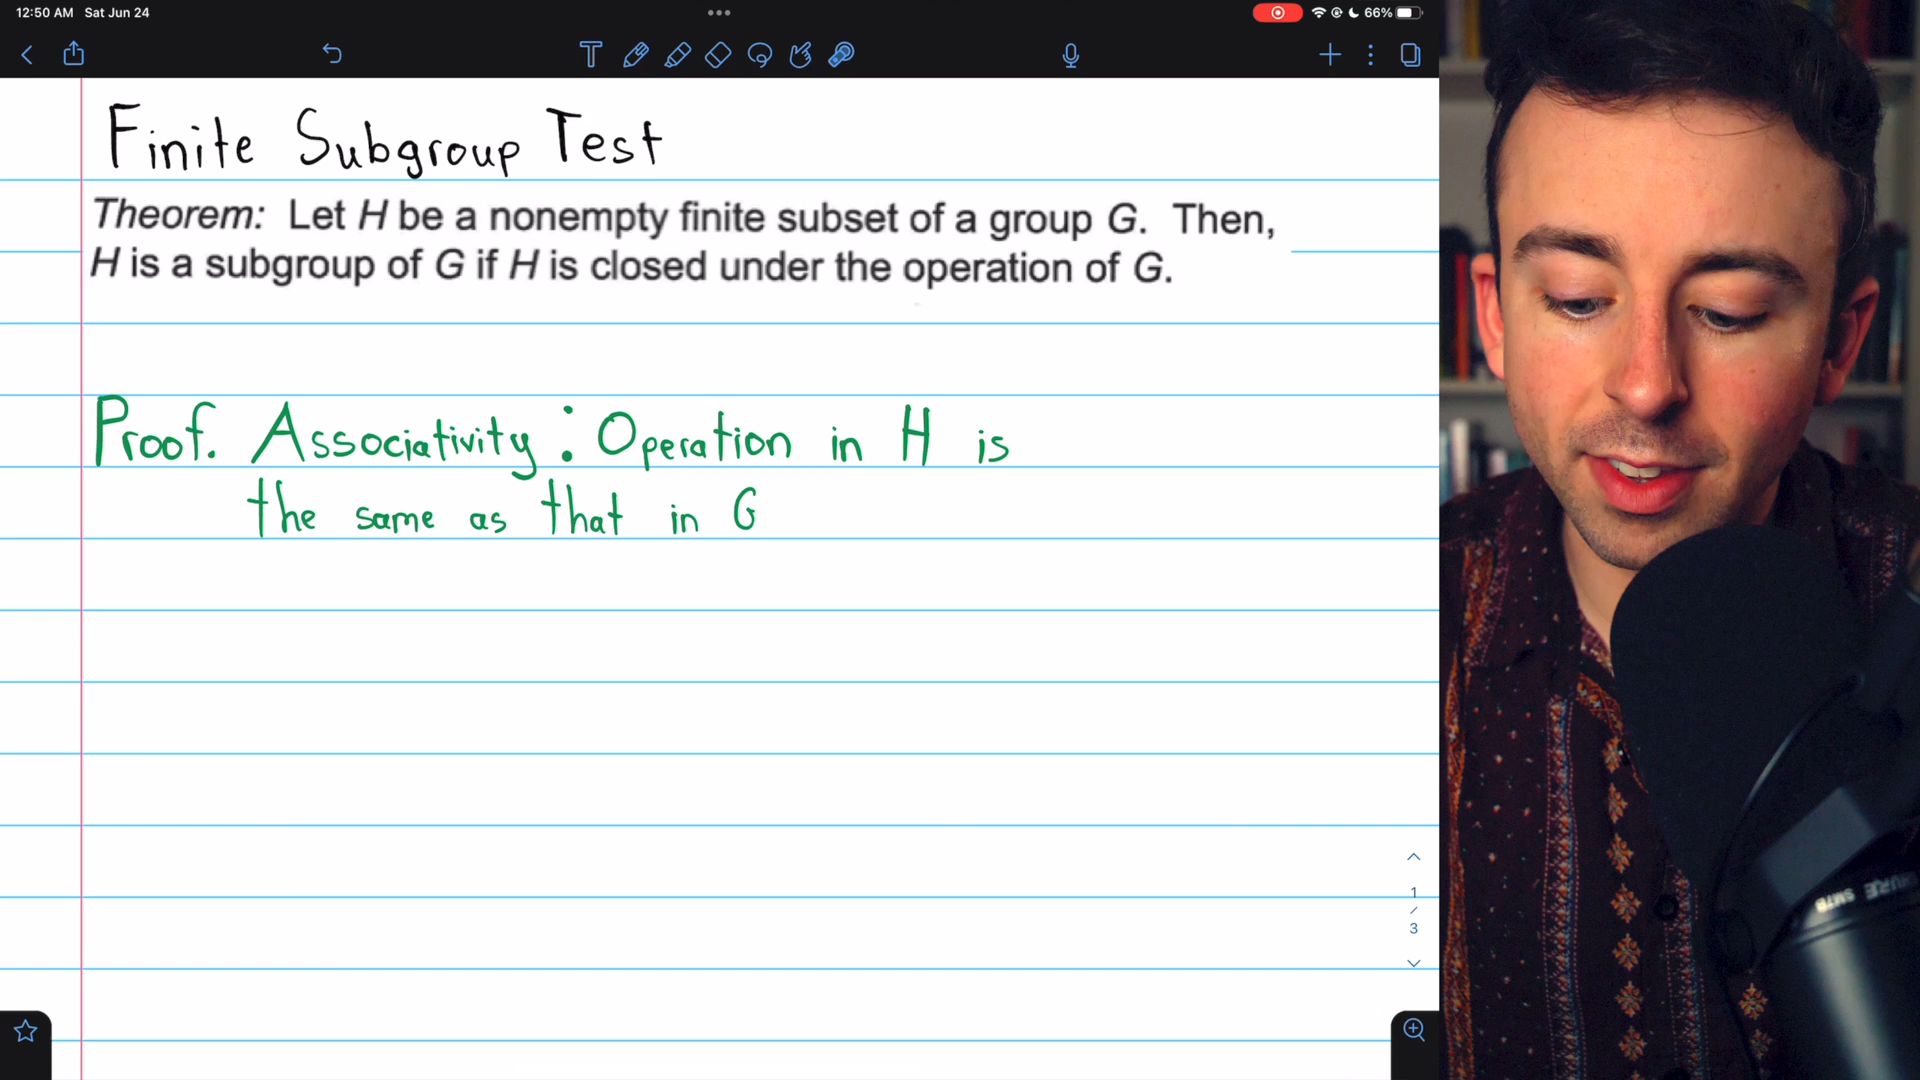 12:50 AM Sat Jun 24
66%
Finite Subgroup Test
Theorem: Let H be a nonempty finite subset of a group G. Then,
H is a subgroup of G if H is closed under the operation of G.
Proof. Associativity: Operation in H is
the same as that in G
1
/
3
SHURE SM7B